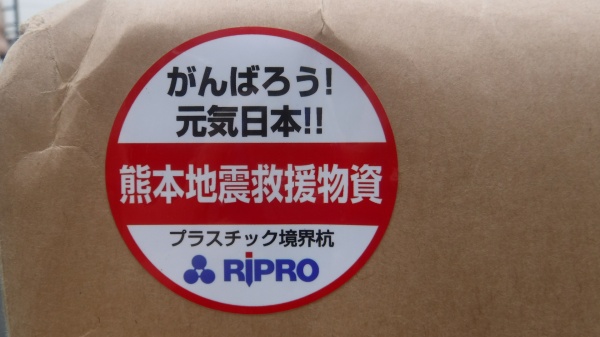 がんばろう!
元気日本!!
熊本地震救援物資
プラスチック境界杭
RiPRO